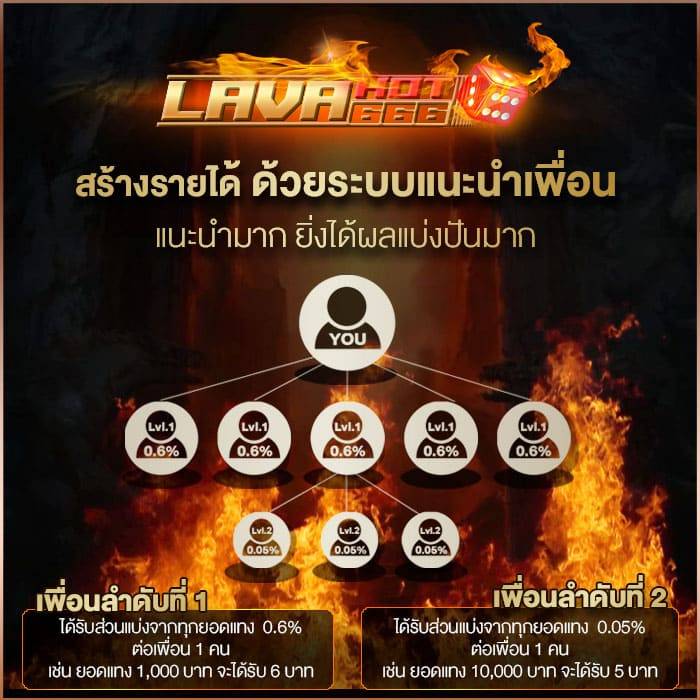 LAVA HOT 666
สร้างรายได้ ด้วยระบบแนะนำเพื่อน
แนะนำมาก ยิ่งได้ผลแบ่งปันมาก
YOU
Lvl.1 Lvl.1 Lvl.1 Lvl.1 Lvl.1
0.6% 0.6% 0.6% 0.6% 0.6%
Lvl.2 Lvl.2 Lvl.2
0.05% 0.05% 0.05%
เพื่อนลำดับที่ 1
ได้รับส่วนแบ่งจากทุกยอดแทง 0.6%
ต่อเพื่อน 1 คน
เช่น ยอดแทง 1,000 บาท จะได้รับ 6 บาท
เพื่อนลำดับที่ 2
ได้รับส่วนแบ่งจากทุกยอดแทง 0.05%
ต่อเพื่อน 1 คน
เช่น ยอดแทง 10,000 บาท จะได้รับ 5 บาท